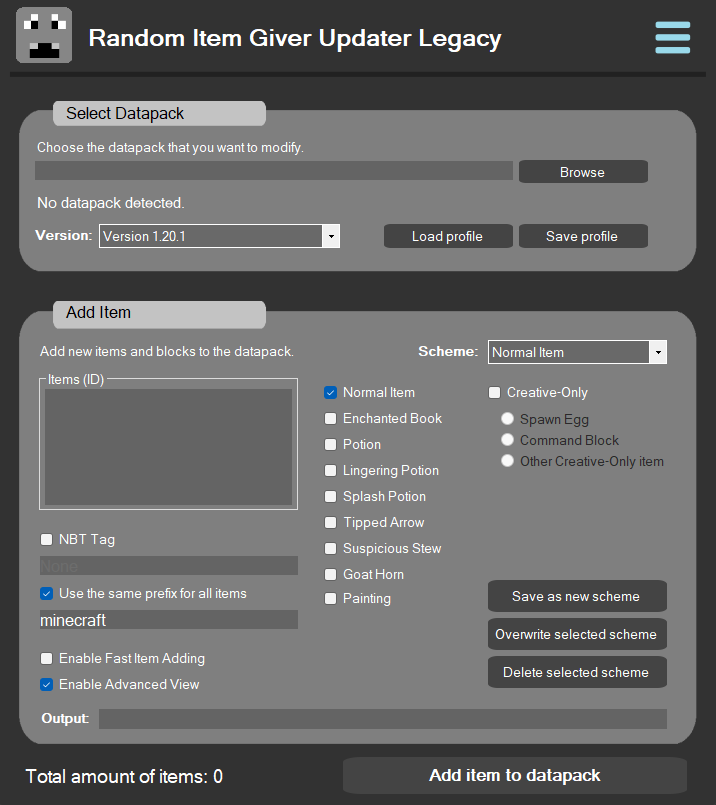 Random Item Giver Updater Legacy
Select Datapack
Choose the datapack that you want to modify.
Browse
No datapack detected.
Version: Version 1.20.1
Load profile
Save profile
Add Item
Add new items and blocks to the datapack.
Scheme: Normal Item
Items (ID)
Normal Item
Enchanted Book
Potion
Lingering Potion
Splash Potion
Tipped Arrow
Suspicious Stew
Goat Horn
Painting
Creative-Only
Spawn Egg
Command Block
Other Creative-Only item
NBT Tag
None
Use the same prefix for all items
minecraft
Enable Fast Item Adding
Enable Advanced View
Save as new scheme
Overwrite selected scheme
Delete selected scheme
Output:
Total amount of items: 0
Add item to datapack